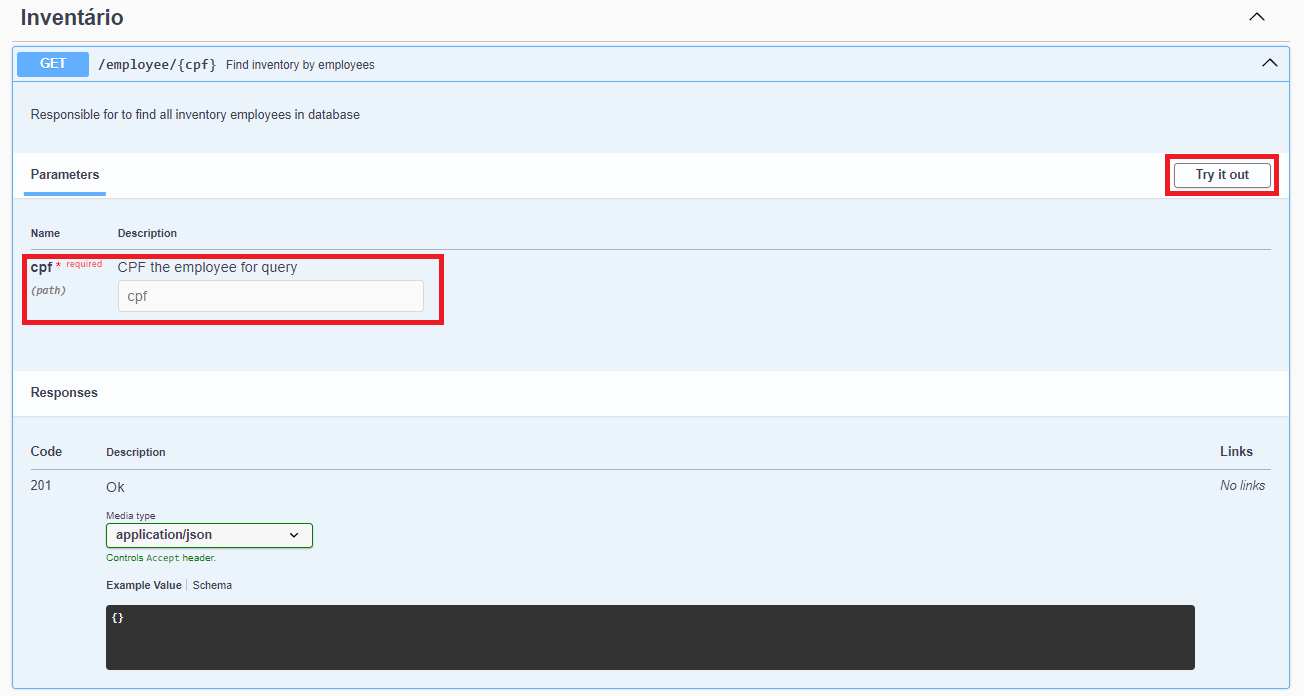 Inventário
GET /employee/{cpf} Find inventory by employees
Responsible for to find all inventory employees in database
Parameters
Try it out
Name Description
cpf * required CPF the employee for query
(path)
cpf
Responses
Code Description Links
201 Ok No links
Media type
application/json
Controls Accept header.
Example Value Schema
{}